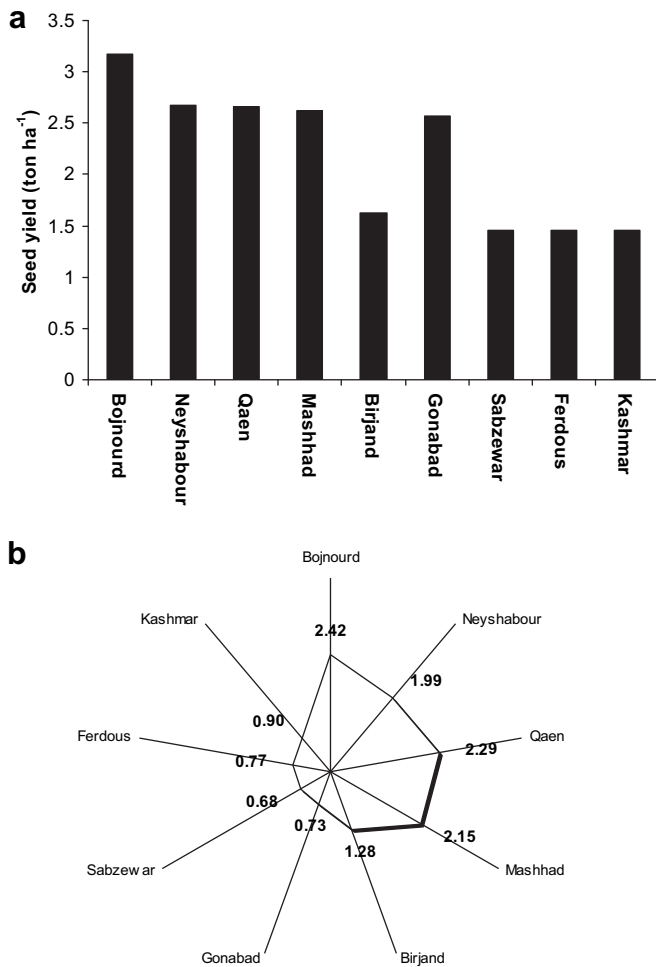 a
Seed yield (ton ha⁻¹)
3.5
3
2.5
2
1.5
1
0.5
0
Bojnourd
Neyshabour
Qaen
Mashhad
Birjand
Gonabad
Sabzewar
Ferdous
Kashmar
b
Bojnourd
Kashmar
Neyshabour
2.42
1.99
0.90
Ferdous
Qaen
0.77
2.29
0.68
0.73
2.15
1.28
Sabzewar
Mashhad
Gonabad
Birjand